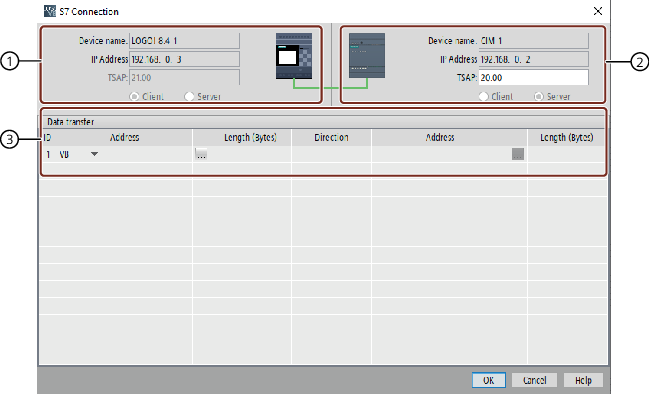 S7 Connection
1
Device name: LOGO! 8.4 1
IP Address 192.168. 0. 3
TSAP: 21.00
Client Server
2
Device name: CIM 1
IP Address 192.168. 0. 2
TSAP: 20.00
Client Server
3
Data transfer
ID Address Length (Bytes) Direction Address Length (Bytes)
1 VB ...
OK Cancel Help